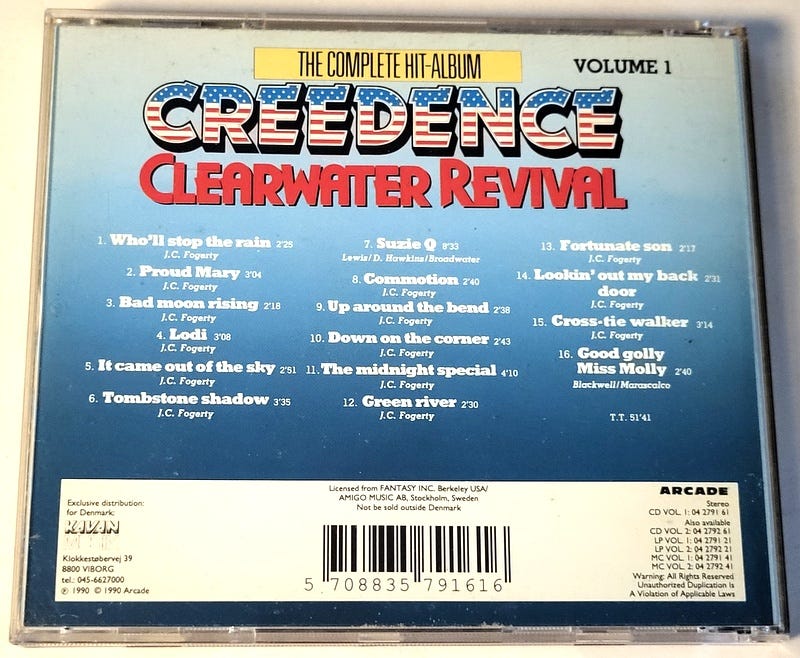 THE COMPLETE HIT-ALBUM
VOLUME 1
CREEDENCE
CLEARWATER REVIVAL
1. Who'll stop the rain 2'25
J.C. Fogerty
2. Proud Mary 3'04
J.C. Fogerty
3. Bad moon rising 2'18
J.C. Fogerty
4. Lodi 3'08
J.C. Fogerty
5. It came out of the sky 2'51
J.C. Fogerty
6. Tombstone shadow 3'35
J.C. Fogerty
7. Suzie Q 8'33
Lewis/D. Hawkins/Broadwater
8. Commotion 2'40
J.C. Fogerty
9. Up around the bend 2'38
J.C. Fogerty
10. Down on the corner 2'43
J.C. Fogerty
11. The midnight special 4'10
J.C. Fogerty
12. Green river 2'30
J.C. Fogerty
13. Fortunate son 2'17
J.C. Fogerty
14. Lookin' out my back 2'31
door
J.C. Fogerty
15. Cross-tie walker 3'14
J.C. Fogerty
16. Good golly
Miss Molly 2'40
Blackwell/Marascalco
T.T. 51'41
Exclusive distribution:
for Denmark:
KAVAN
Klokkestøbervej 39
8800 VIBORG
tel.: 045-6627000
℗ 1990 © 1990 Arcade
Licensed from FANTASY INC. Berkeley USA/
AMIGO MUSIC AB, Stockholm, Sweden
Not be sold outside Denmark
5 708835 791616
ARCADE
Stereo
CD VOL. 1: 04 2791 61
Also available
CD VOL. 2: 04 2792 61
LP VOL. 1: 04 2791 21
LP VOL. 2: 04 2792 21
MC VOL. 1: 04 2791 41
MC VOL. 2: 04 2792 41
Warning: All Rights Reserved
Unauthorized Duplication Is
A Violation of Applicable Laws